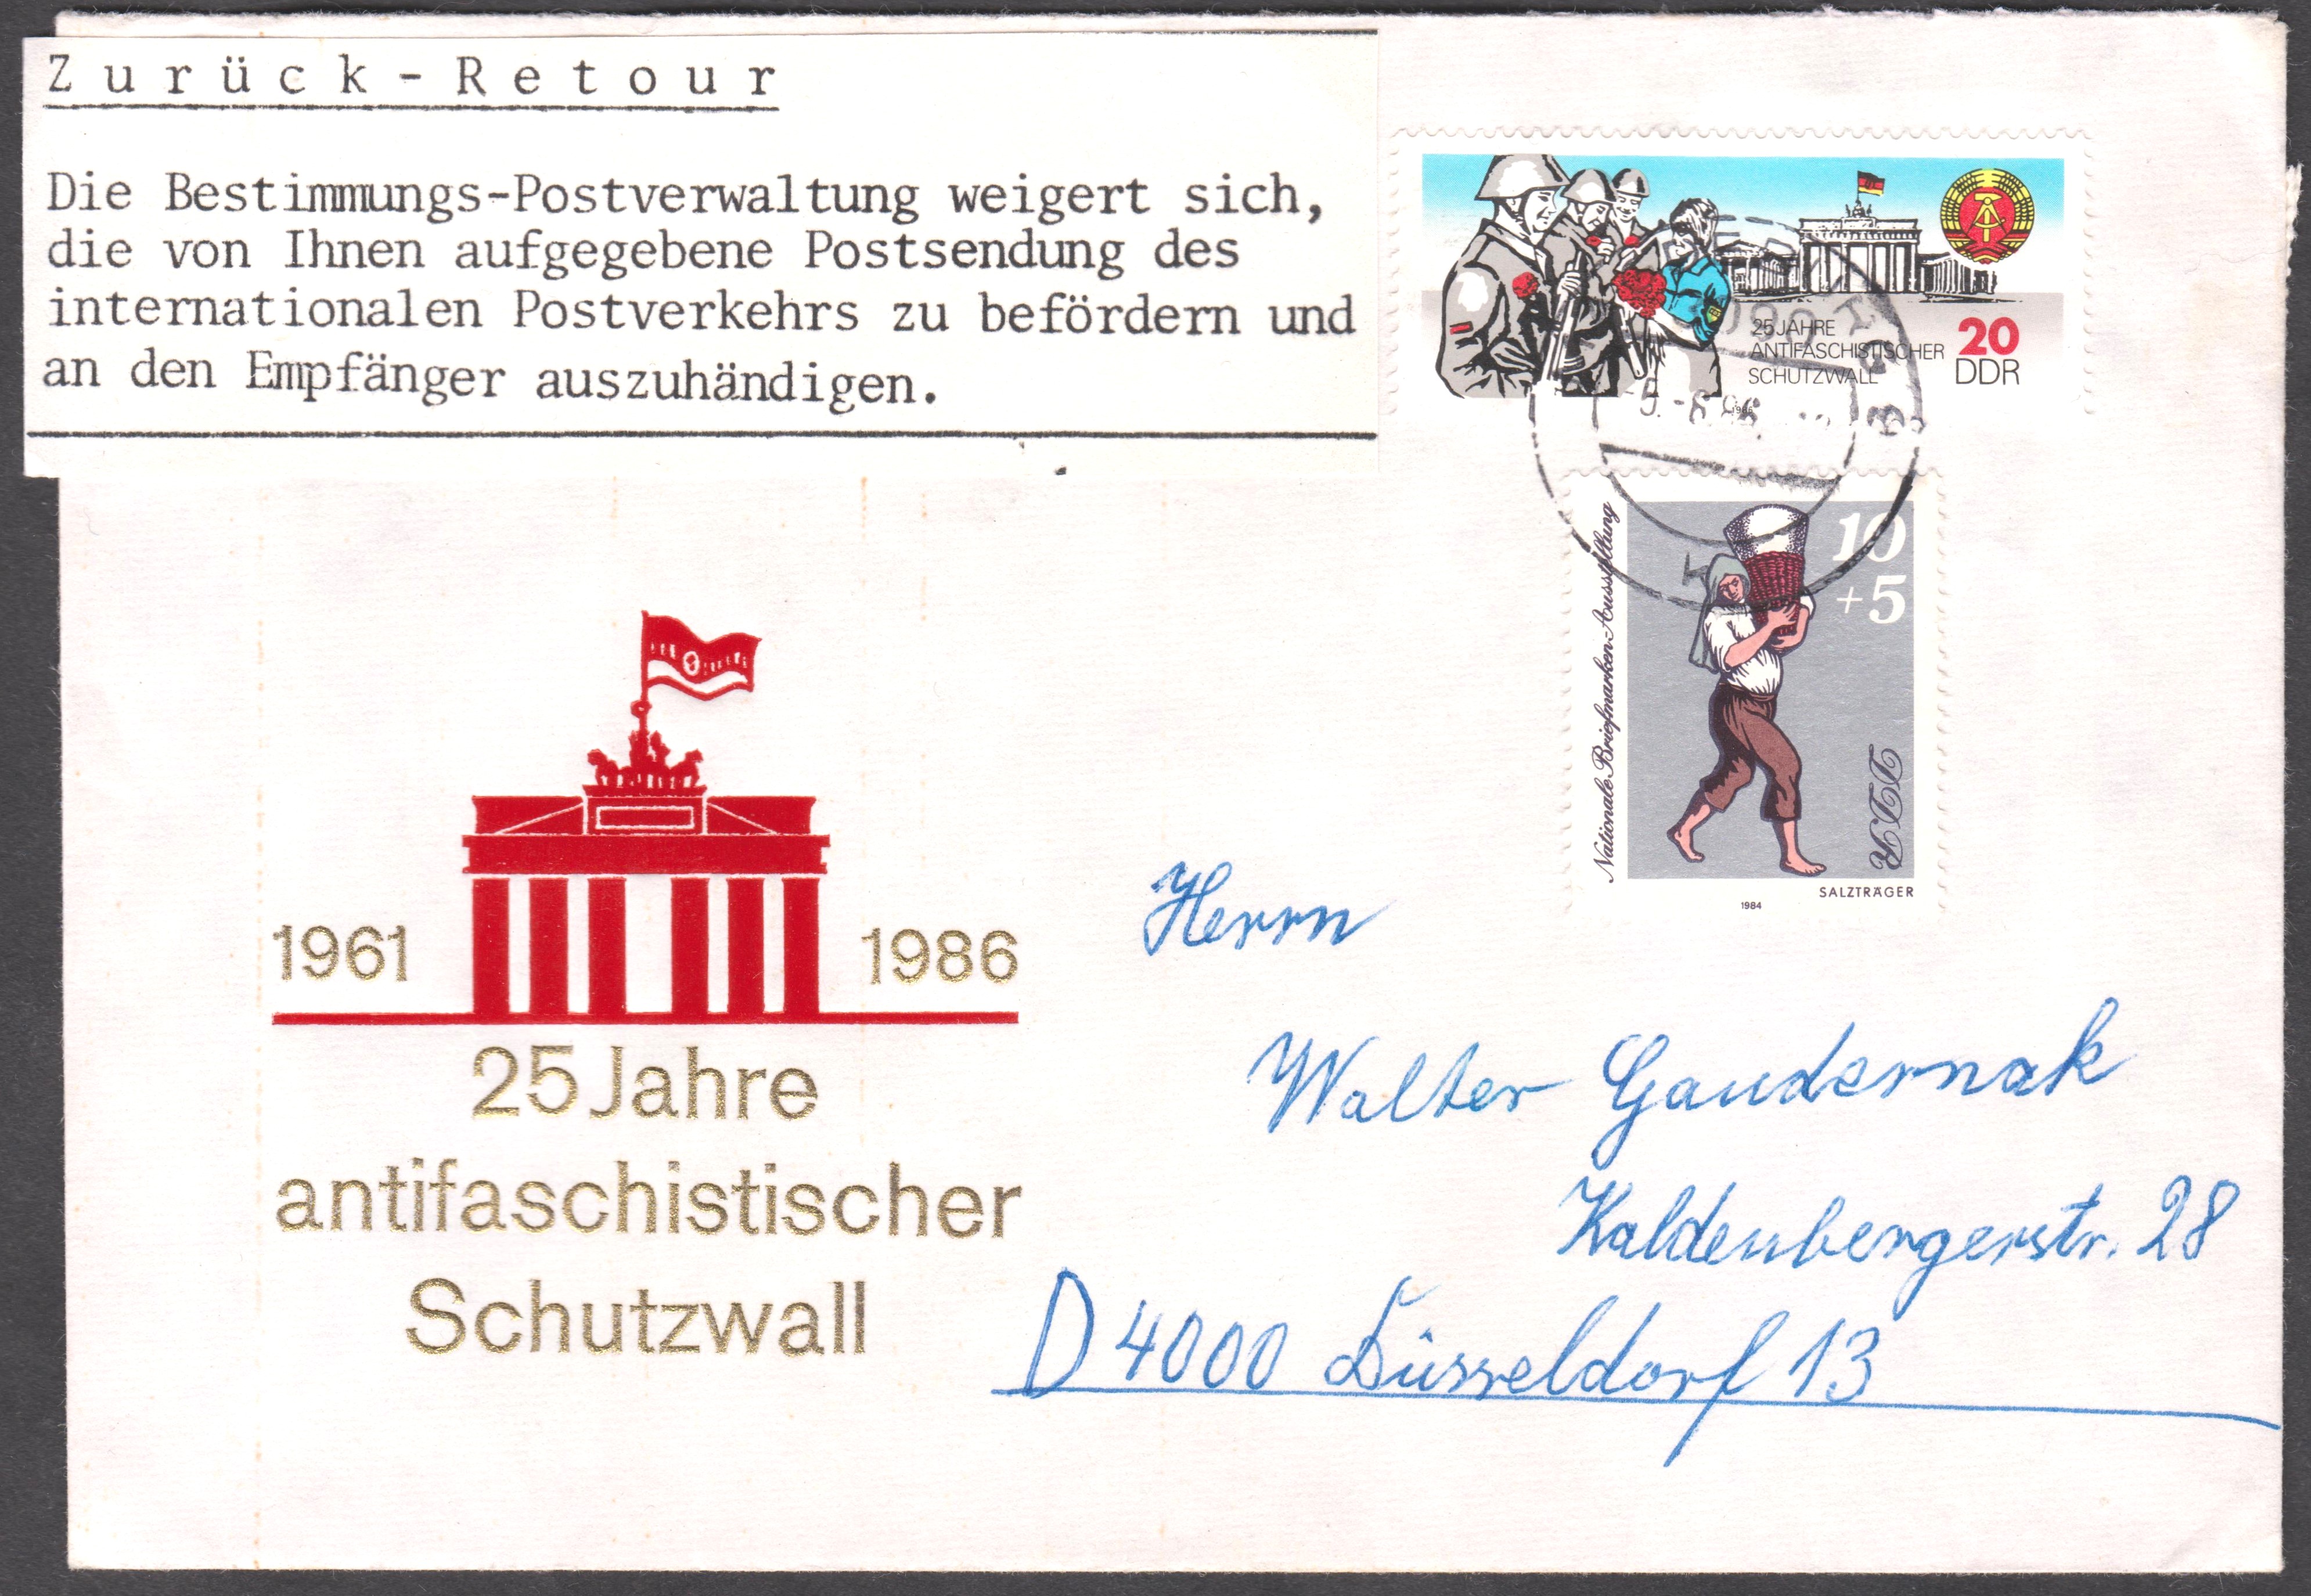 Zurück-Retour
Die Bestimmungs-Postverwaltung weigert sich,
die von Ihnen aufgegebene Postsendung des
internationalen Postverkehrs zu befördern und
an den Empfänger auszuhändigen.
25 JAHRE
ANTIFASCHISTISCHER
SCHUTZWALL
20
DDR
10
+5
Nationale Briefmarken-Ausstellung
SALZTRÄGER
1984
1961 1986
25 Jahre
antifaschistischer
Schutzwall
Herrn
Walter Gaudernak
Kaldenbergerstr. 28
D 4000 Düsseldorf 13